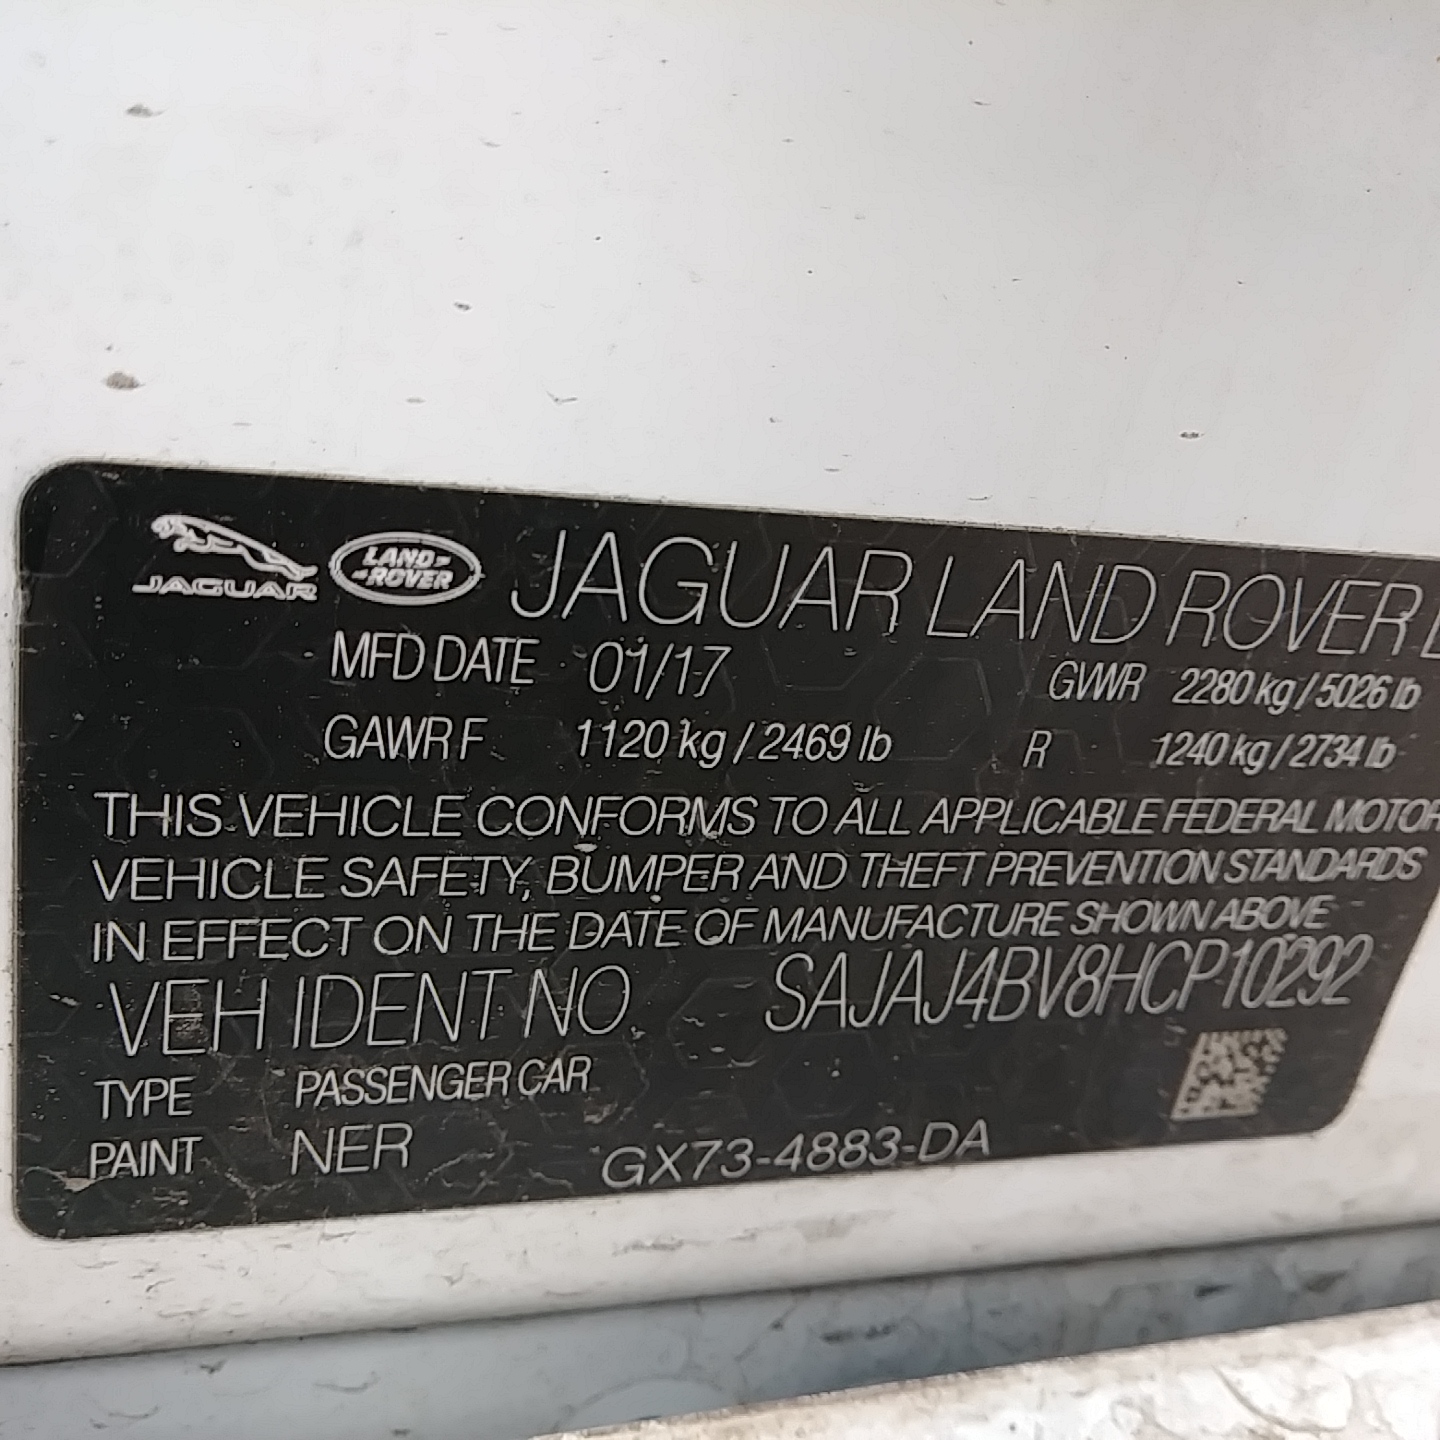 JAGUAR LAND-ROVER JAGUAR LAND ROVER
MFD DATE 01/17 GVWR 2280 kg / 5026 lb
GAWR F 1120 kg / 2469 lb R 1240 kg / 2734 lb
THIS VEHICLE CONFORMS TO ALL APPLICABLE FEDERAL MOTOR
VEHICLE SAFETY, BUMPER AND THEFT PREVENTION STANDARDS
IN EFFECT ON THE DATE OF MANUFACTURE SHOWN ABOVE
VEH IDENT NO. SAJAJ4BV8HCP10292
TYPE PASSENGER CAR
PAINT NER GX73-4883-DA